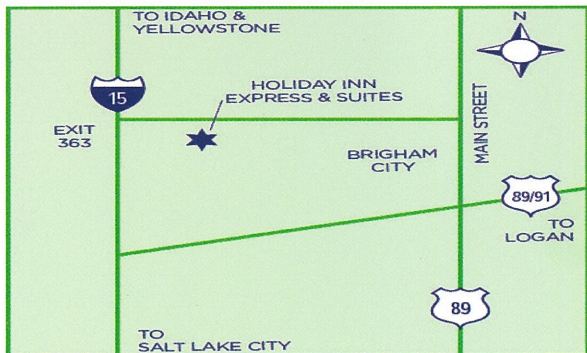 TO IDAHO &
YELLOWSTONE
N
15
HOLIDAY INN
EXPRESS & SUITES
EXIT
363
MAIN STREET
BRIGHAM
CITY
89/91
TO
LOGAN
89
TO
SALT LAKE CITY